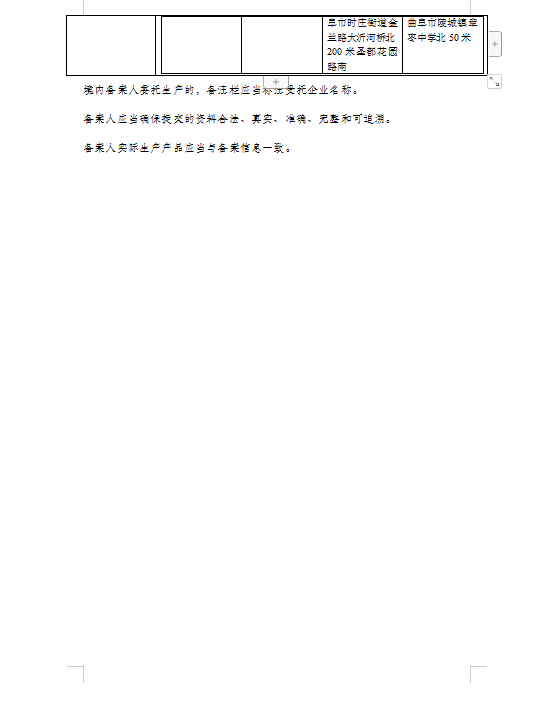 阜市时庄街道金
兰路大沂河桥北
200 米圣都花园
路南
曲阜市陵城镇章
枣中学北 50 米
境内备案人委托生产的，备注栏应当标注受托企业名称。
备案人应当确保提交的资料合法、真实、准确、完整和可追溯。
备案人实际生产产品应当与备案信息一致。